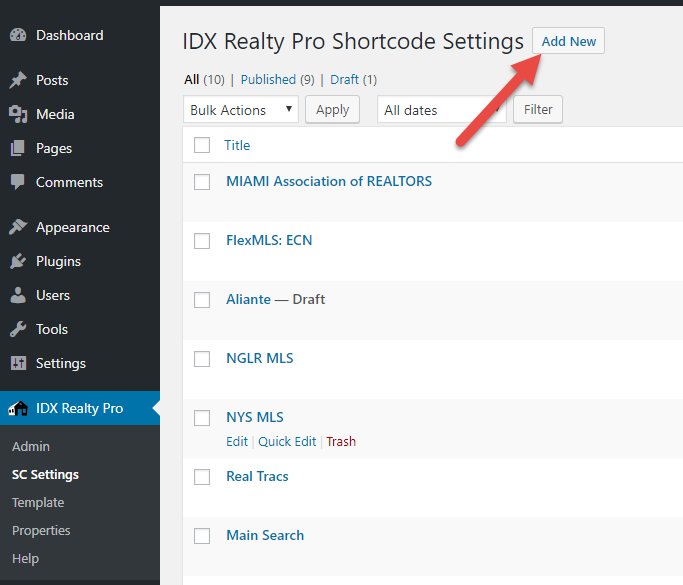 Dashboard
Posts
Media
Pages
Comments
Appearance
Plugins
Users
Tools
Settings
IDX Realty Pro
Admin
SC Settings
Template
Properties
Help
IDX Realty Pro Shortcode Settings Add New
All (10) | Published (9) | Draft (1)
Bulk Actions Apply All dates Filter
Title
MIAMI Association of REALTORS
FlexMLS: ECN
Aliante — Draft
NGLR MLS
NYS MLS
Edit | Quick Edit | Trash
Real Tracs
Main Search